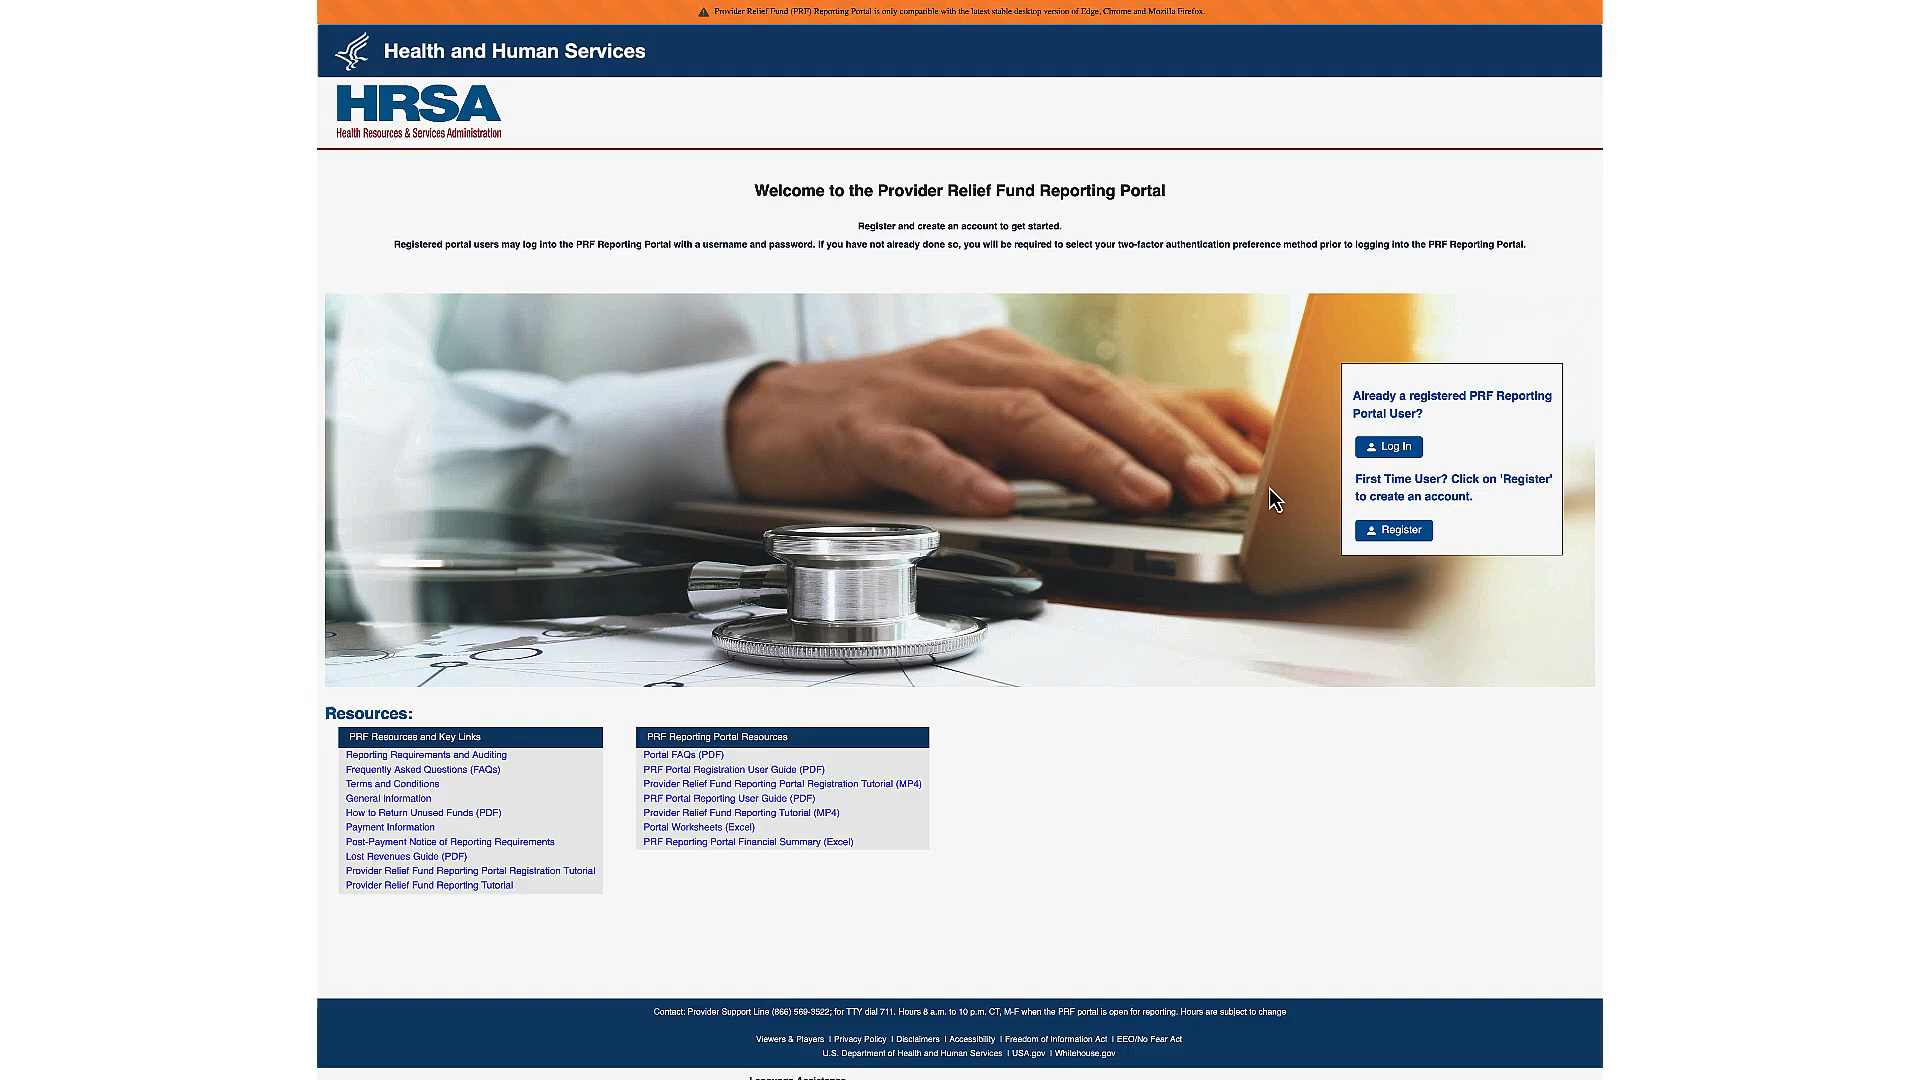 Provider Relief Fund (PRF) Reporting Portal is only compatible with the latest stable desktop version of Edge, Chrome and Mozilla Firefox.
Health and Human Services
HRSA
Health Resources & Services Administration
Welcome to the Provider Relief Fund Reporting Portal
Register and create an account to get started.
Registered portal users may log into the PRF Reporting Portal with a username and password. If you have not already done so, you will be required to select your two-factor authentication preference method prior to logging into the PRF Reporting Portal.
Already a registered PRF Reporting
Portal User?
Log In
First Time User? Click on 'Register'
to create an account.
Register
Resources:
PRF Resources and Key Links
Reporting Requirements and Auditing
Frequently Asked Questions (FAQs)
Terms and Conditions
General Information
How to Return Unused Funds (PDF)
Payment Information
Post-Payment Notice of Reporting Requirements
Lost Revenues Guide (PDF)
Provider Relief Fund Reporting Portal Registration Tutorial
Provider Relief Fund Reporting Tutorial
PRF Reporting Portal Resources
Portal FAQs (PDF)
PRF Portal Registration User Guide (PDF)
Provider Relief Fund Reporting Portal Registration Tutorial (MP4)
PRF Portal Reporting User Guide (PDF)
Provider Relief Fund Reporting Tutorial (MP4)
Portal Worksheets (Excel)
PRF Reporting Portal Financial Summary (Excel)
Contact: Provider Support Line (866) 569-3522; for TTY dial 711. Hours 8 a.m. to 10 p.m. CT, M-F when the PRF portal is open for reporting. Hours are subject to change
Viewers & Players | Privacy Policy | Disclaimers | Accessibility | Freedom of Information Act | EEO/No Fear Act
U.S. Department of Health and Human Services | USA.gov | Whitehouse.gov